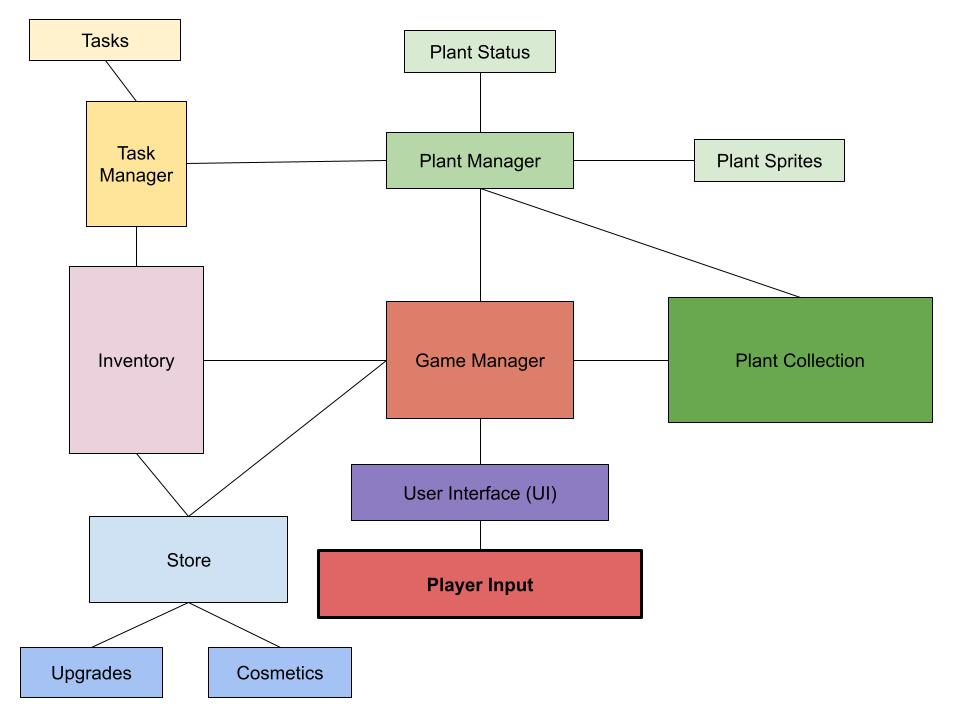 Tasks
Plant Status
Task
Manager
Plant Manager
Plant Sprites
Inventory
Game Manager
Plant Collection
User Interface (UI)
Store
Player Input
Upgrades
Cosmetics